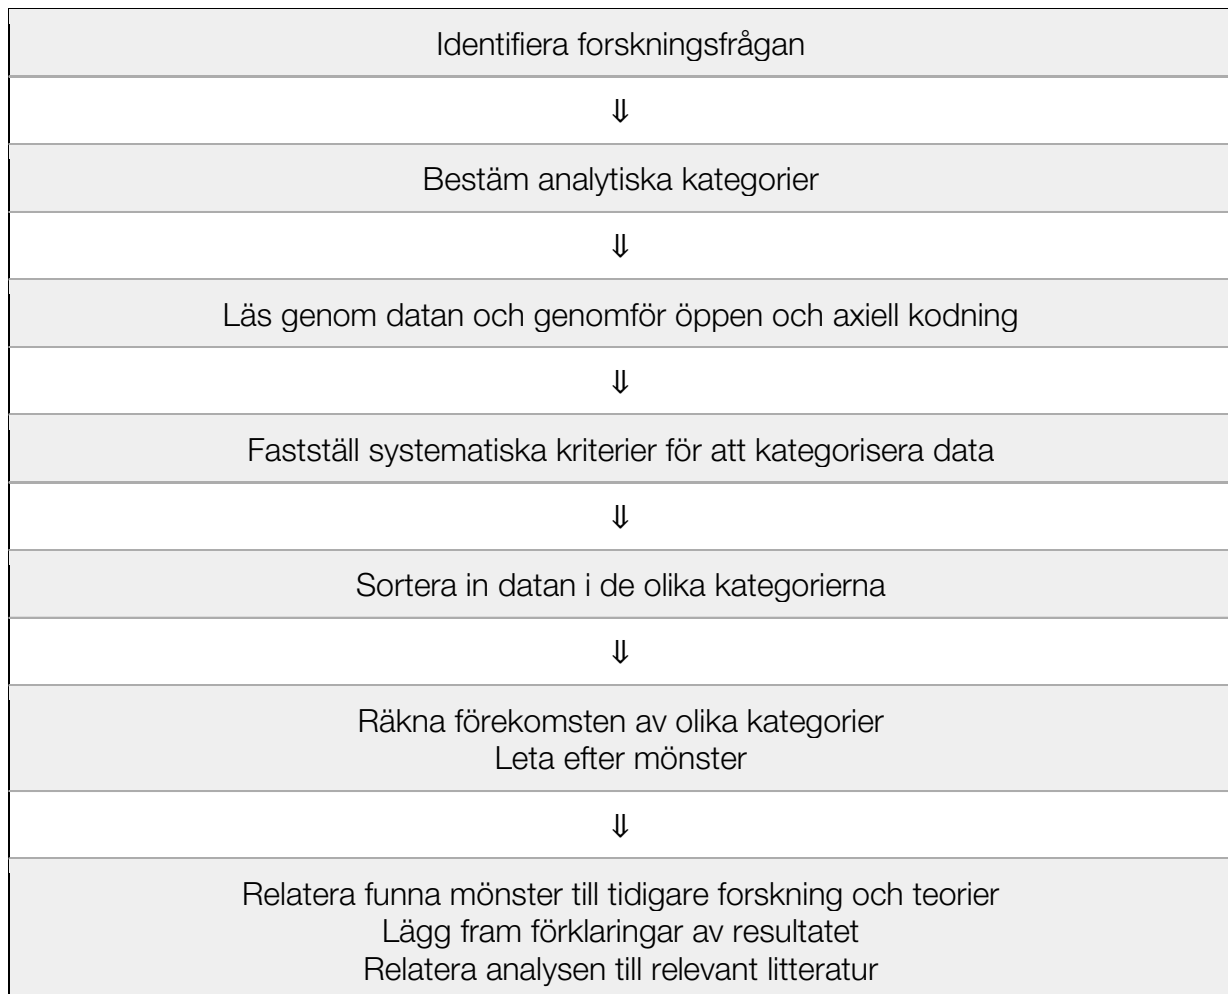 Identifiera forskningsfrågan
⇓
Bestäm analytiska kategorier
⇓
Läs genom datan och genomför öppen och axiell kodning
⇓
Fastställ systematiska kriterier för att kategorisera data
⇓
Sortera in datan i de olika kategorierna
⇓
Räkna förekomsten av olika kategorier
Leta efter mönster
⇓
Relatera funna mönster till tidigare forskning och teorier
Lägg fram förklaringar av resultatet
Relatera analysen till relevant litteratur